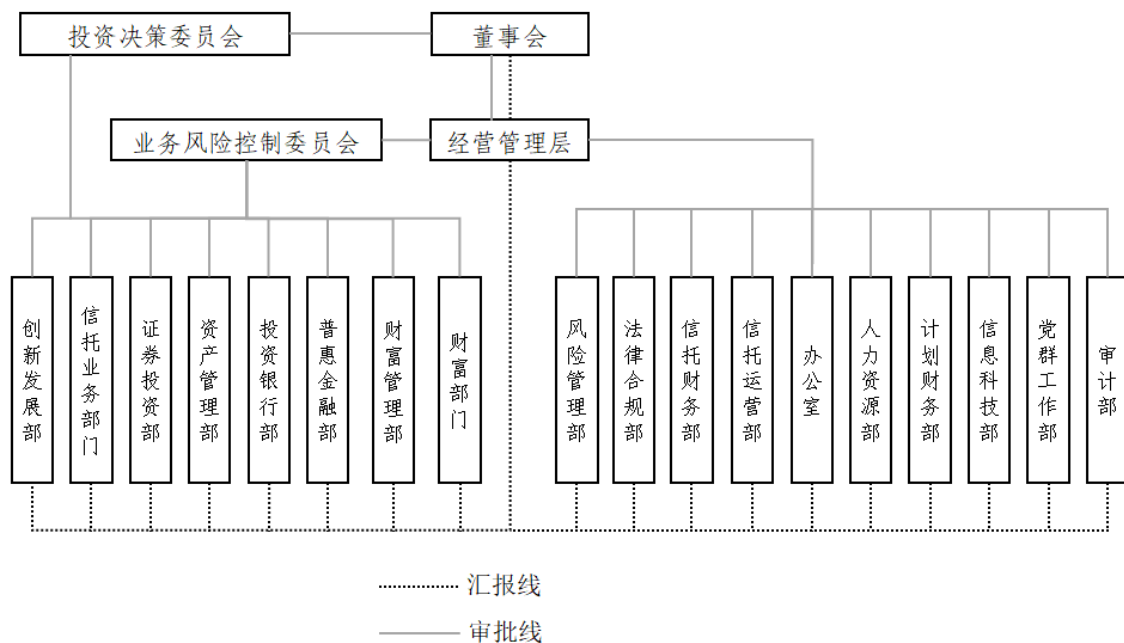 投资决策委员会
董事会
业务风险控制委员会
经营管理层
创新发展部
信托业务部门
证券投资部
资产管理部
投资银行部
普惠金融部
财富管理部
财富部门
风险管理部
法律合规部
信托财务部
信托运营部
办公室
人力资源部
计划财务部
信息科技部
党群工作部
审计部
汇报线
审批线